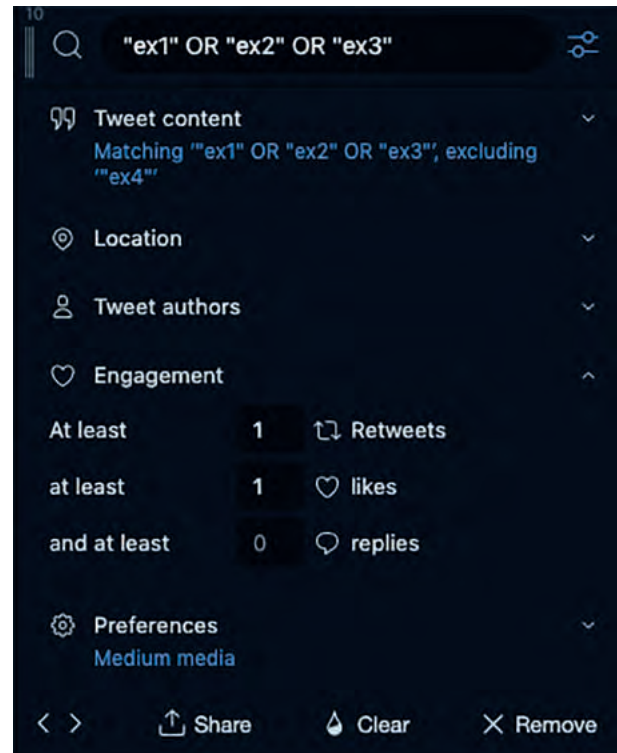 10
"ex1" OR "ex2" OR "ex3"
Tweet content
Matching '"ex1" OR "ex2" OR "ex3"', excluding
'"ex4"'
Location
Tweet authors
Engagement
At least 1 Retweets
at least 1 likes
and at least 0 replies
Preferences
Medium media
Share Clear Remove